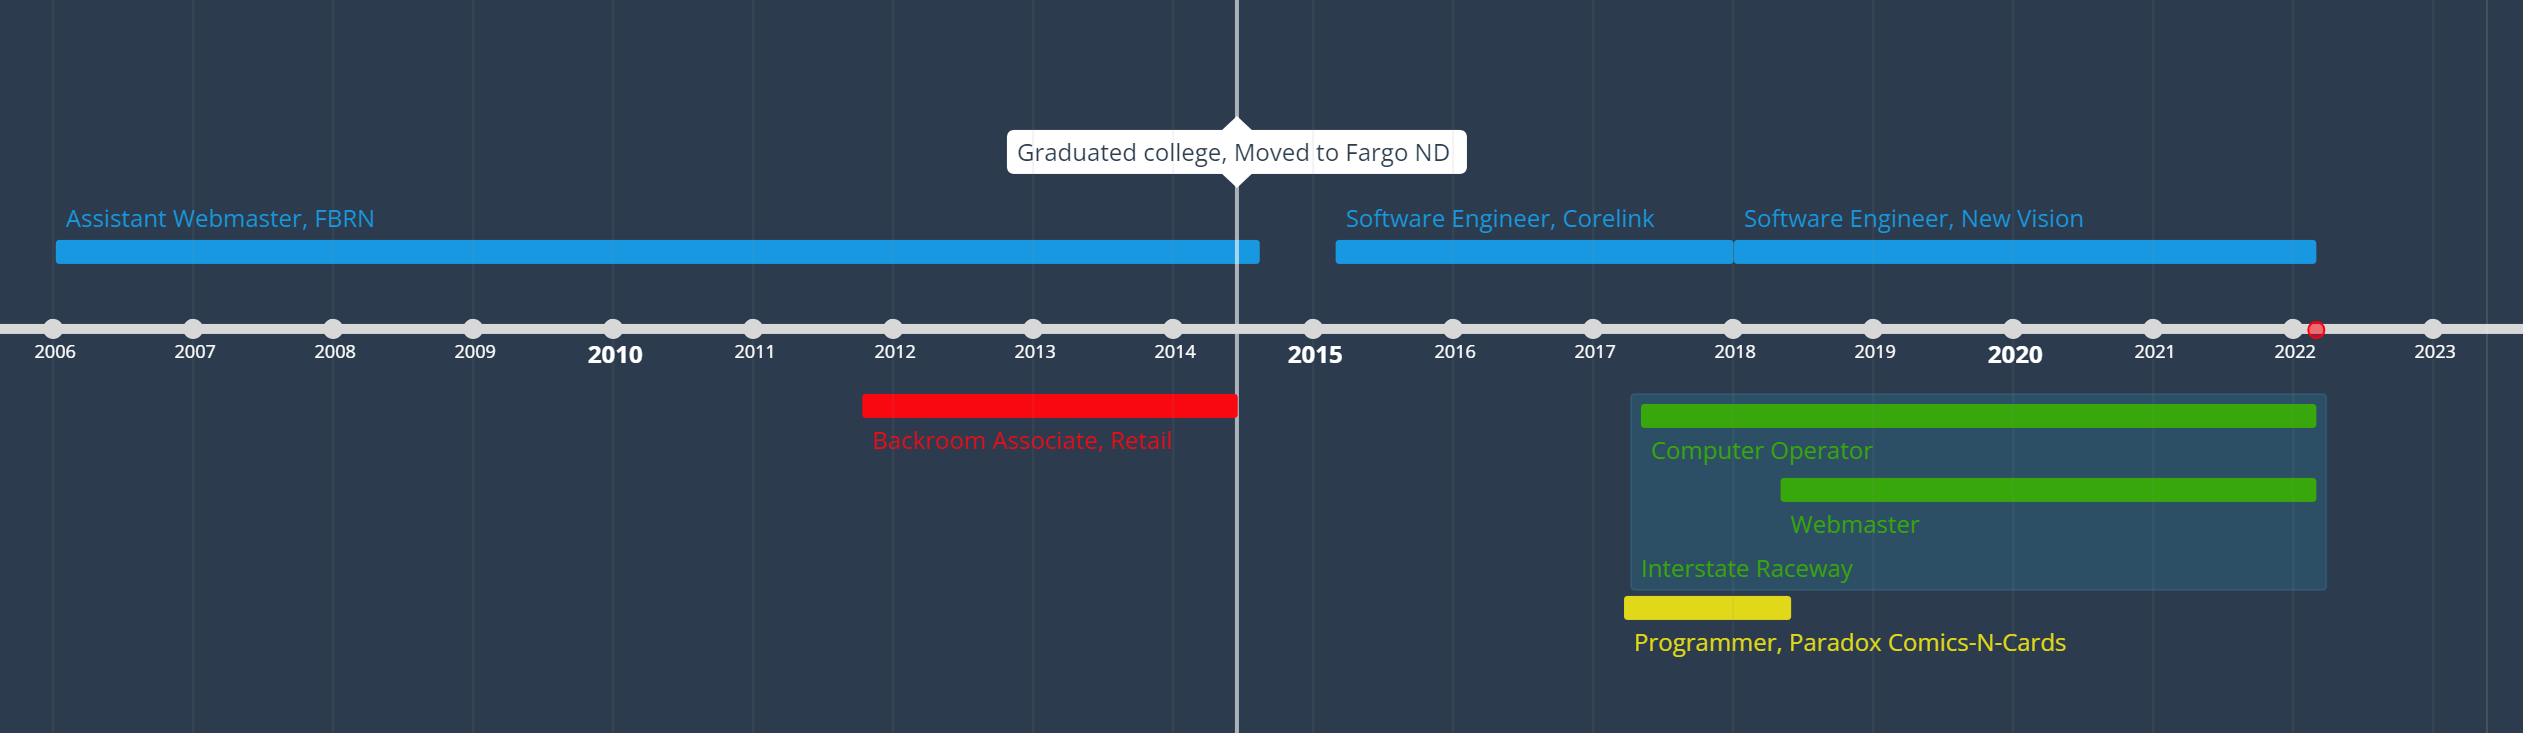 Graduated college, Moved to Fargo ND
Assistant Webmaster, FBRN
Software Engineer, Corelink
Software Engineer, New Vision
2006 2007 2008 2009 2010 2011 2012 2013 2014 2015 2016 2017 2018 2019 2020 2021 2022 2023
Backroom Associate, Retail
Computer Operator
Webmaster
Interstate Raceway
Programmer, Paradox Comics-N-Cards